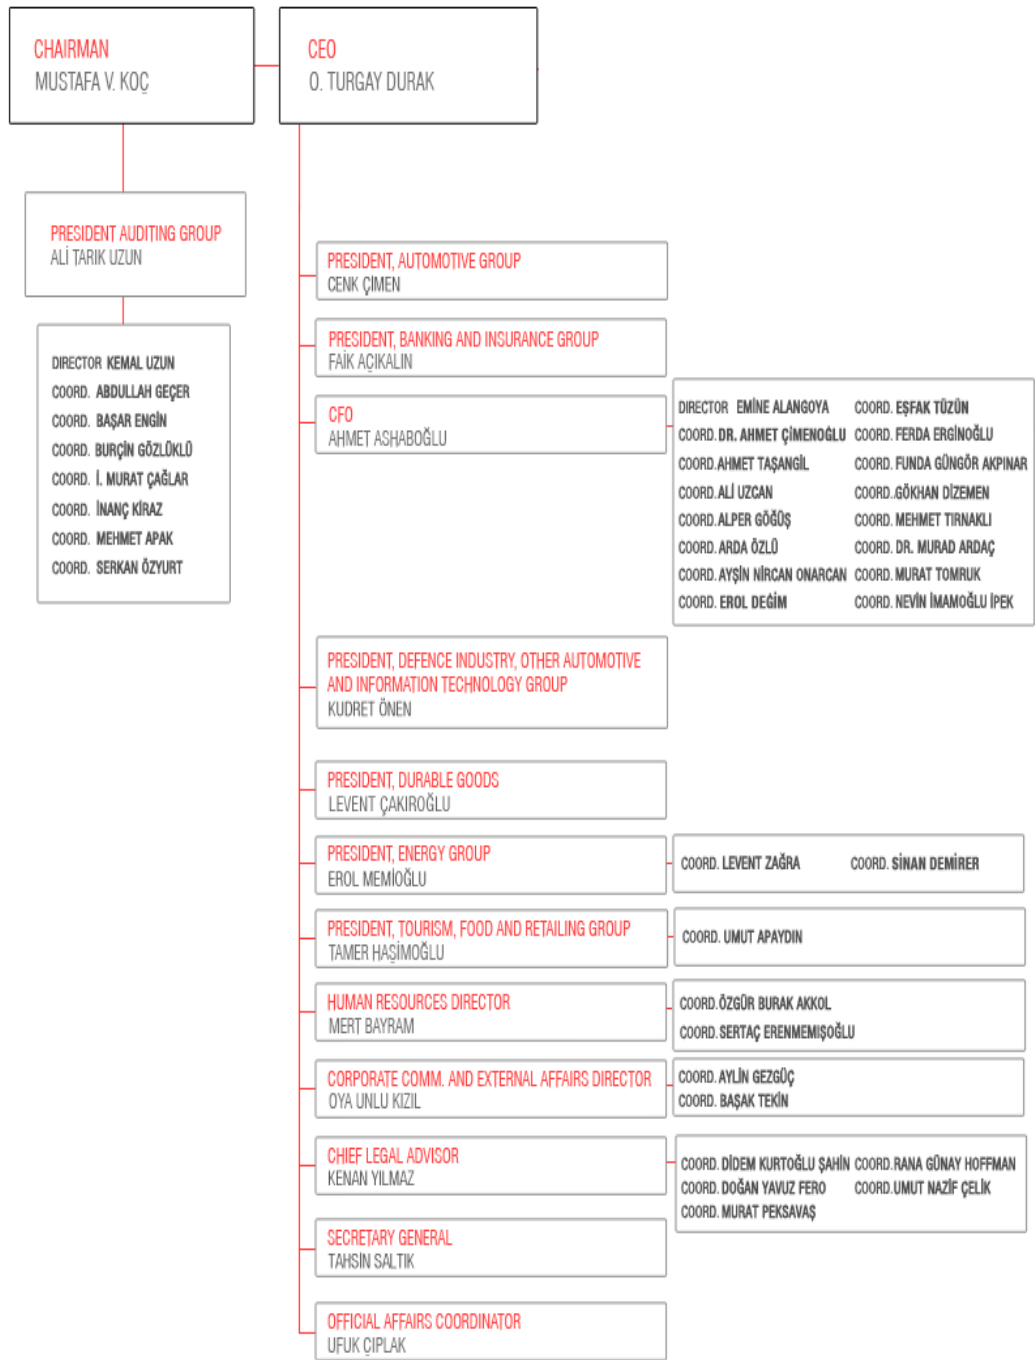 CHAIRMAN
MUSTAFA V. KOÇ
CEO
O. TURGAY DURAK
PRESIDENT AUDITING GROUP
ALİ TARIK UZUN
DIRECTOR KEMAL UZUN
COORD. ABDULLAH GEÇER
COORD. BAŞAR ENGİN
COORD. BURÇİN GÖZLÜKLÜ
COORD. İ. MURAT ÇAĞLAR
COORD. İNANÇ KİRAZ
COORD. MEHMET APAK
COORD. SERKAN ÖZYURT
PRESIDENT, AUTOMOTIVE GROUP
CENK ÇİMEN
PRESIDENT, BANKING AND INSURANCE GROUP
FAİK AÇIKALIN
CFO
AHMET ASHABOĞLU
DIRECTOR EMİNE ALANGOYA
COORD. DR. AHMET ÇİMENOĞLU
COORD. AHMET TAŞANGİL
COORD. ALİ UZCAN
COORD. ALPER GÖĞÜŞ
COORD. ARDA ÖZLÜ
COORD. AYŞİN NİRCAN ONARCAN
COORD. EROL DEĞİM
COORD. EŞFAK TÜZÜN
COORD. FERDA ERGİNOĞLU
COORD. FUNDA GÜNGÖR AKPINAR
COORD. GÖKHAN DİZEMEN
COORD. MEHMET TIRNAKLI
COORD. DR. MURAD ARDAÇ
COORD. MURAT TOMRUK
COORD. NEVİN İMAMOĞLU İPEK
PRESIDENT, DEFENCE INDUSTRY, OTHER AUTOMOTIVE
AND INFORMATION TECHNOLOGY GROUP
KUDRET ÖNEN
PRESIDENT, DURABLE GOODS
LEVENT ÇAKIROĞLU
PRESIDENT, ENERGY GROUP
EROL MEMİOĞLU
COORD. LEVENT ZAĞRA
COORD. SİNAN DEMİRER
PRESIDENT, TOURISM, FOOD AND RETAILING GROUP
TAMER HAŞİMOĞLU
COORD. UMUT APAYDIN
HUMAN RESOURCES DIRECTOR
MERT BAYRAM
COORD. ÖZGÜR BURAK AKKOL
COORD. SERTAÇ ERENMEMİŞOĞLU
CORPORATE COMM. AND EXTERNAL AFFAIRS DIRECTOR
OYA UNLU KIZIL
COORD. AYLİN GEZGÜÇ
COORD. BAŞAK TEKİN
CHIEF LEGAL ADVISOR
KENAN YILMAZ
COORD. DİDEM KURTOĞLU ŞAHİN
COORD. DOĞAN YAVUZ FERO
COORD. MURAT PEKSAVAŞ
COORD. RANA GÜNAY HOFFMAN
COORD. UMUT NAZİF ÇELİK
SECRETARY GENERAL
TAHSİN SALTIK
OFFICIAL AFFAIRS COORDINATOR
UFUK ÇIPLAK